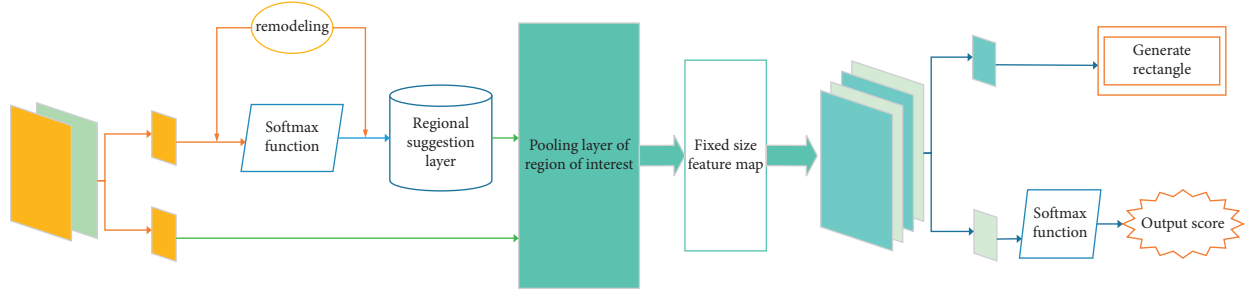 remodeling
Softmax
function
Regional
suggestion
layer
Pooling layer of
region of interest
Fixed size
feature map
Generate
rectangle
Softmax
function
Output score